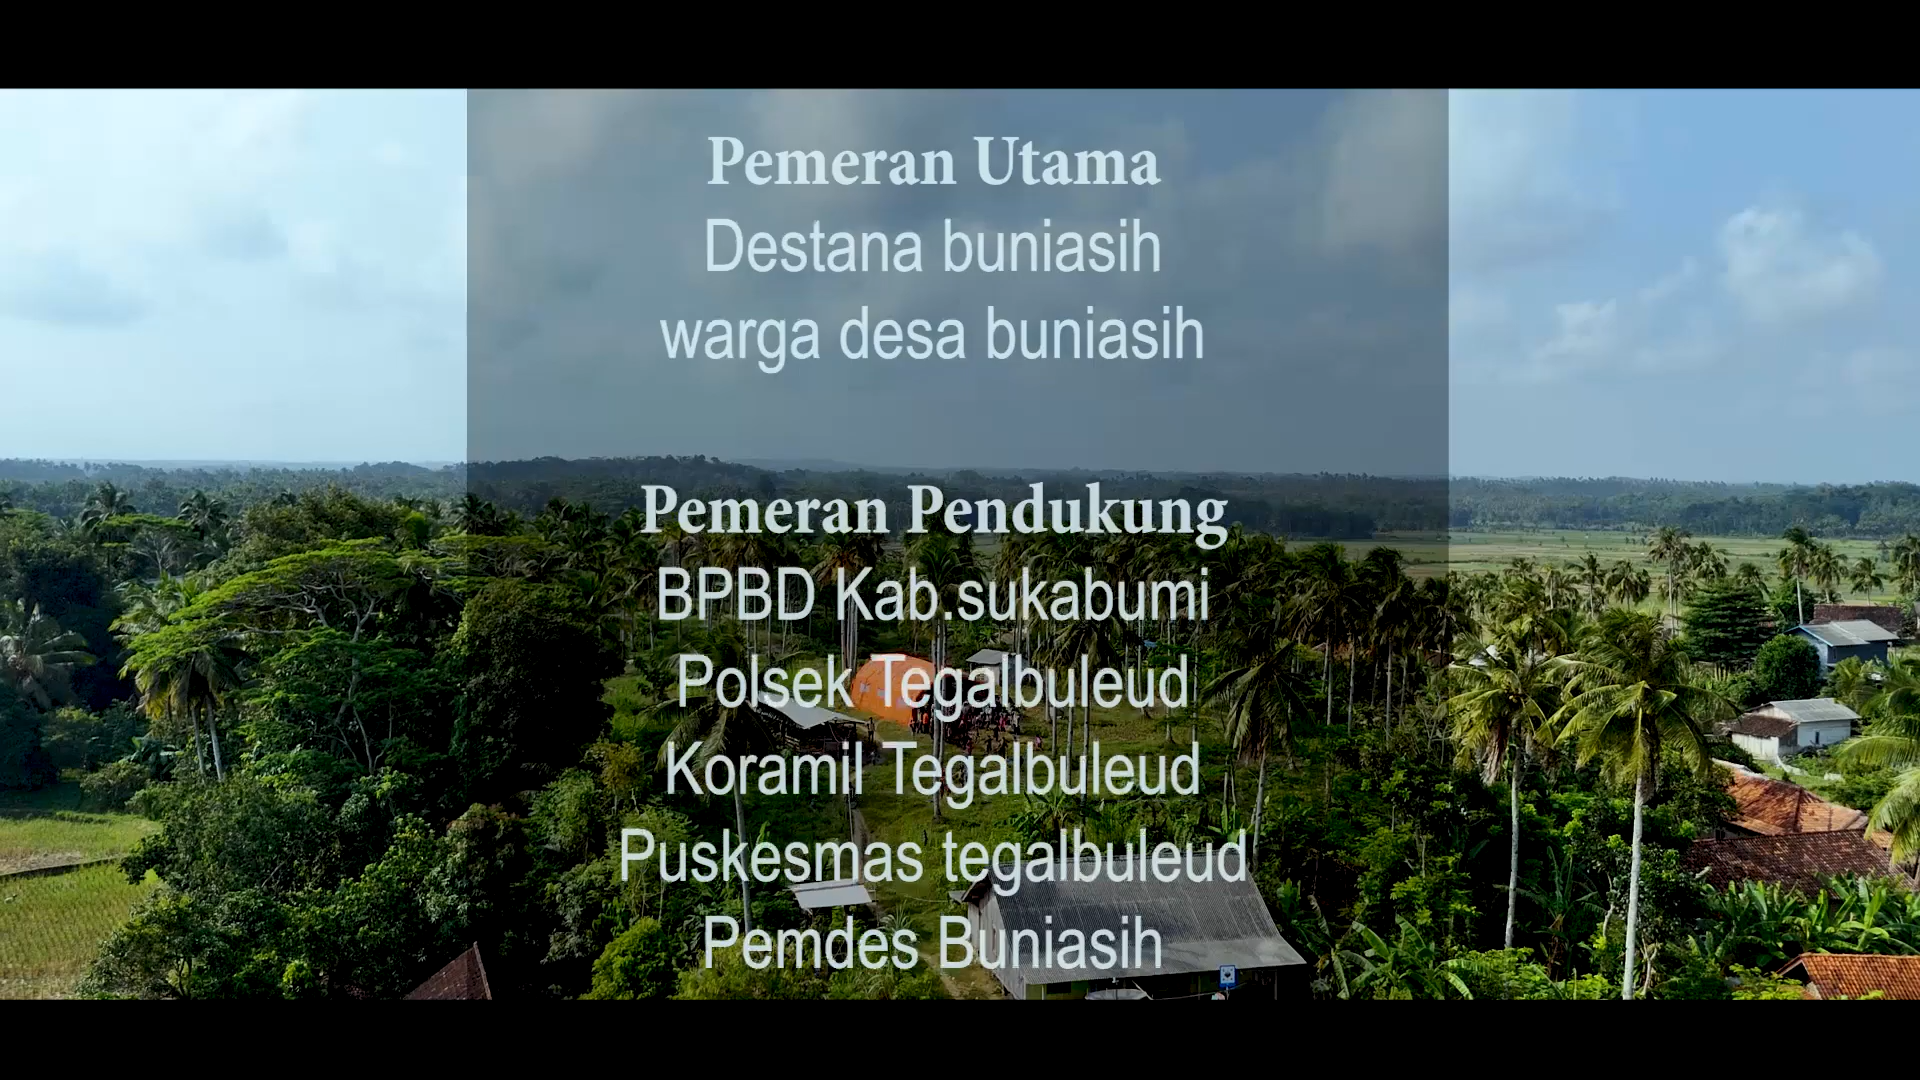 Pemeran Utama
Destana buniasih
warga desa buniasih
Pemeran Pendukung
BPBD Kab.sukabumi
Polsek Tegalbuleud
Koramil Tegalbuleud
Puskesmas tegalbuleud
Pemdes Buniasih